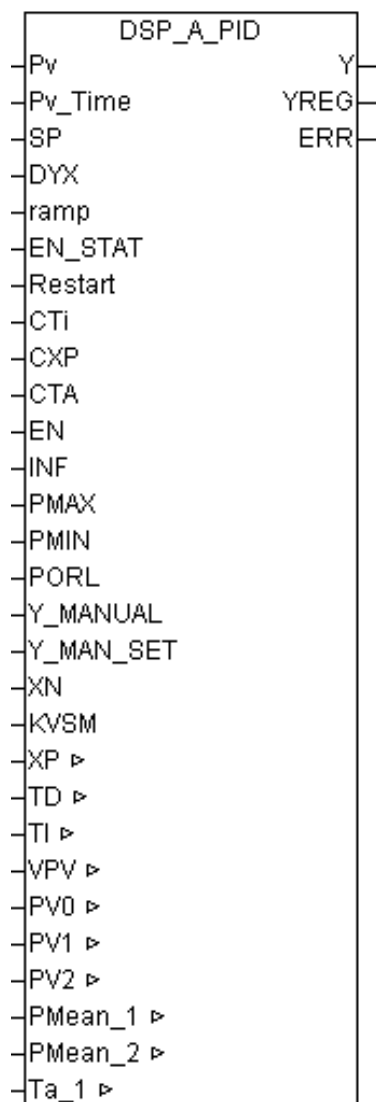 DSP_A_PID
Pv Y
Pv_Time YREG
SP ERR
DYX
ramp
EN_STAT
Restart
CTi
CXP
CTA
EN
INF
PMAX
PMIN
PORL
Y_MANUAL
Y_MAN_SET
XN
KVSM
XP ▷
TD ▷
TI ▷
VPV ▷
PV0 ▷
PV1 ▷
PV2 ▷
PMean_1 ▷
PMean_2 ▷
Ta_1 ▷